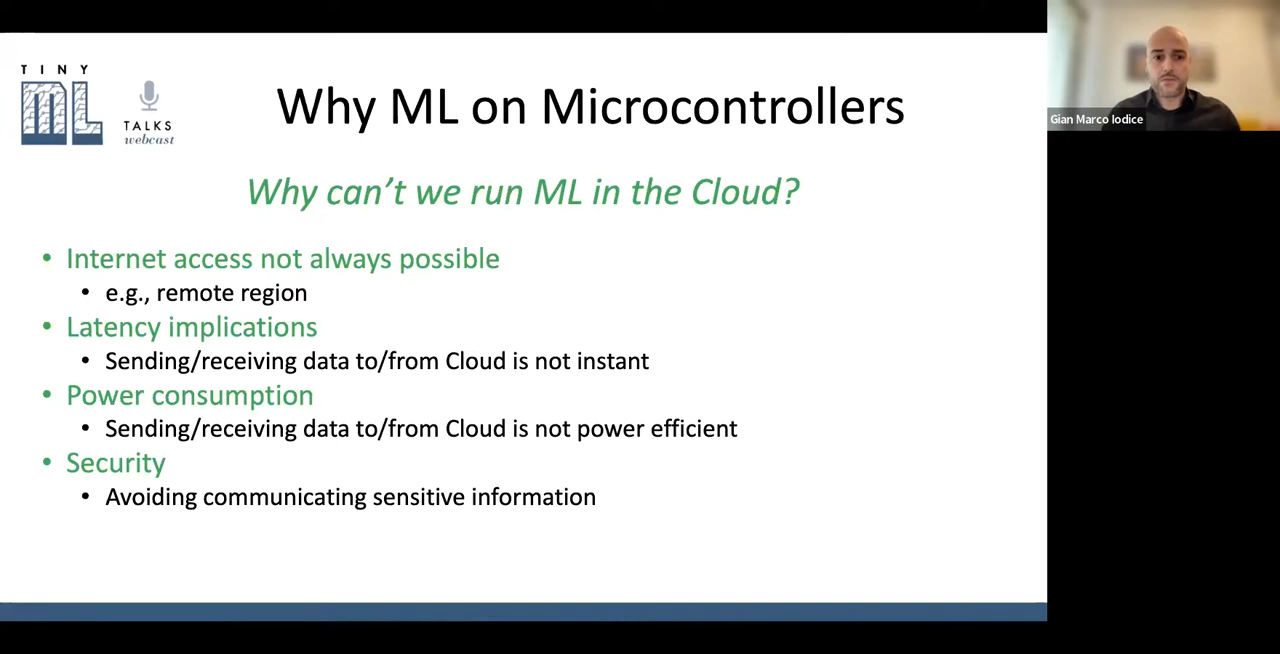 TINY
ML
TALKS
webcast
Why ML on Microcontrollers
Why can't we run ML in the Cloud?
• Internet access not always possible
• e.g., remote region
• Latency implications
• Sending/receiving data to/from Cloud is not instant
• Power consumption
• Sending/receiving data to/from Cloud is not power efficient
• Security
• Avoiding communicating sensitive information
Gian Marco Iodice